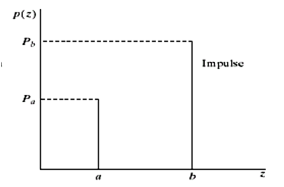 p(z)
P_b
Impulse
P_a
a b z